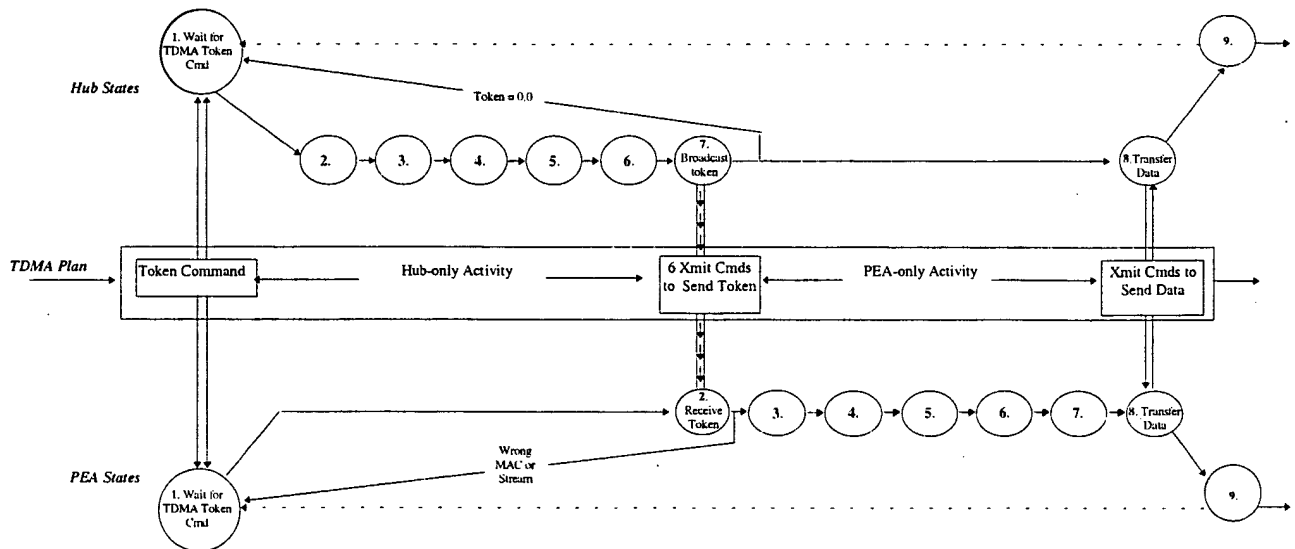 1. Wait for
TDMA Token
Cmd
9.
Hub States
Token = 0,0
2.
3.
4.
5.
6.
7.
Broadcast
token
8. Transfer
Data
TDMA Plan
Token Command
Hub-only Activity
6 Xmit Cmds
to Send Token
PEA-only Activity
Xmit Cmds to
Send Data
2.
Receive
Token
3.
4.
5.
6.
7.
8. Transfer
Data
Wrong
MAC or
Stream
PEA States
1. Wait for
TDMA Token
Cmd
9.